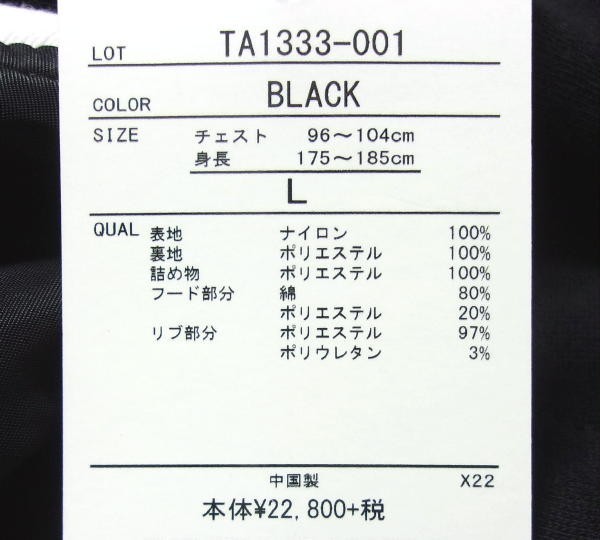 LOT TA1333-001
COLOR BLACK
SIZE チェスト 96～104cm
身長 175～185cm
L
QUAL 表地 ナイロン 100%
裏地 ポリエステル 100%
詰め物 ポリエステル 100%
フード部分 綿 80%
ポリエステル 20%
リブ部分 ポリエステル 97%
ポリウレタン 3%
中国製 X22
本体¥22,800+税